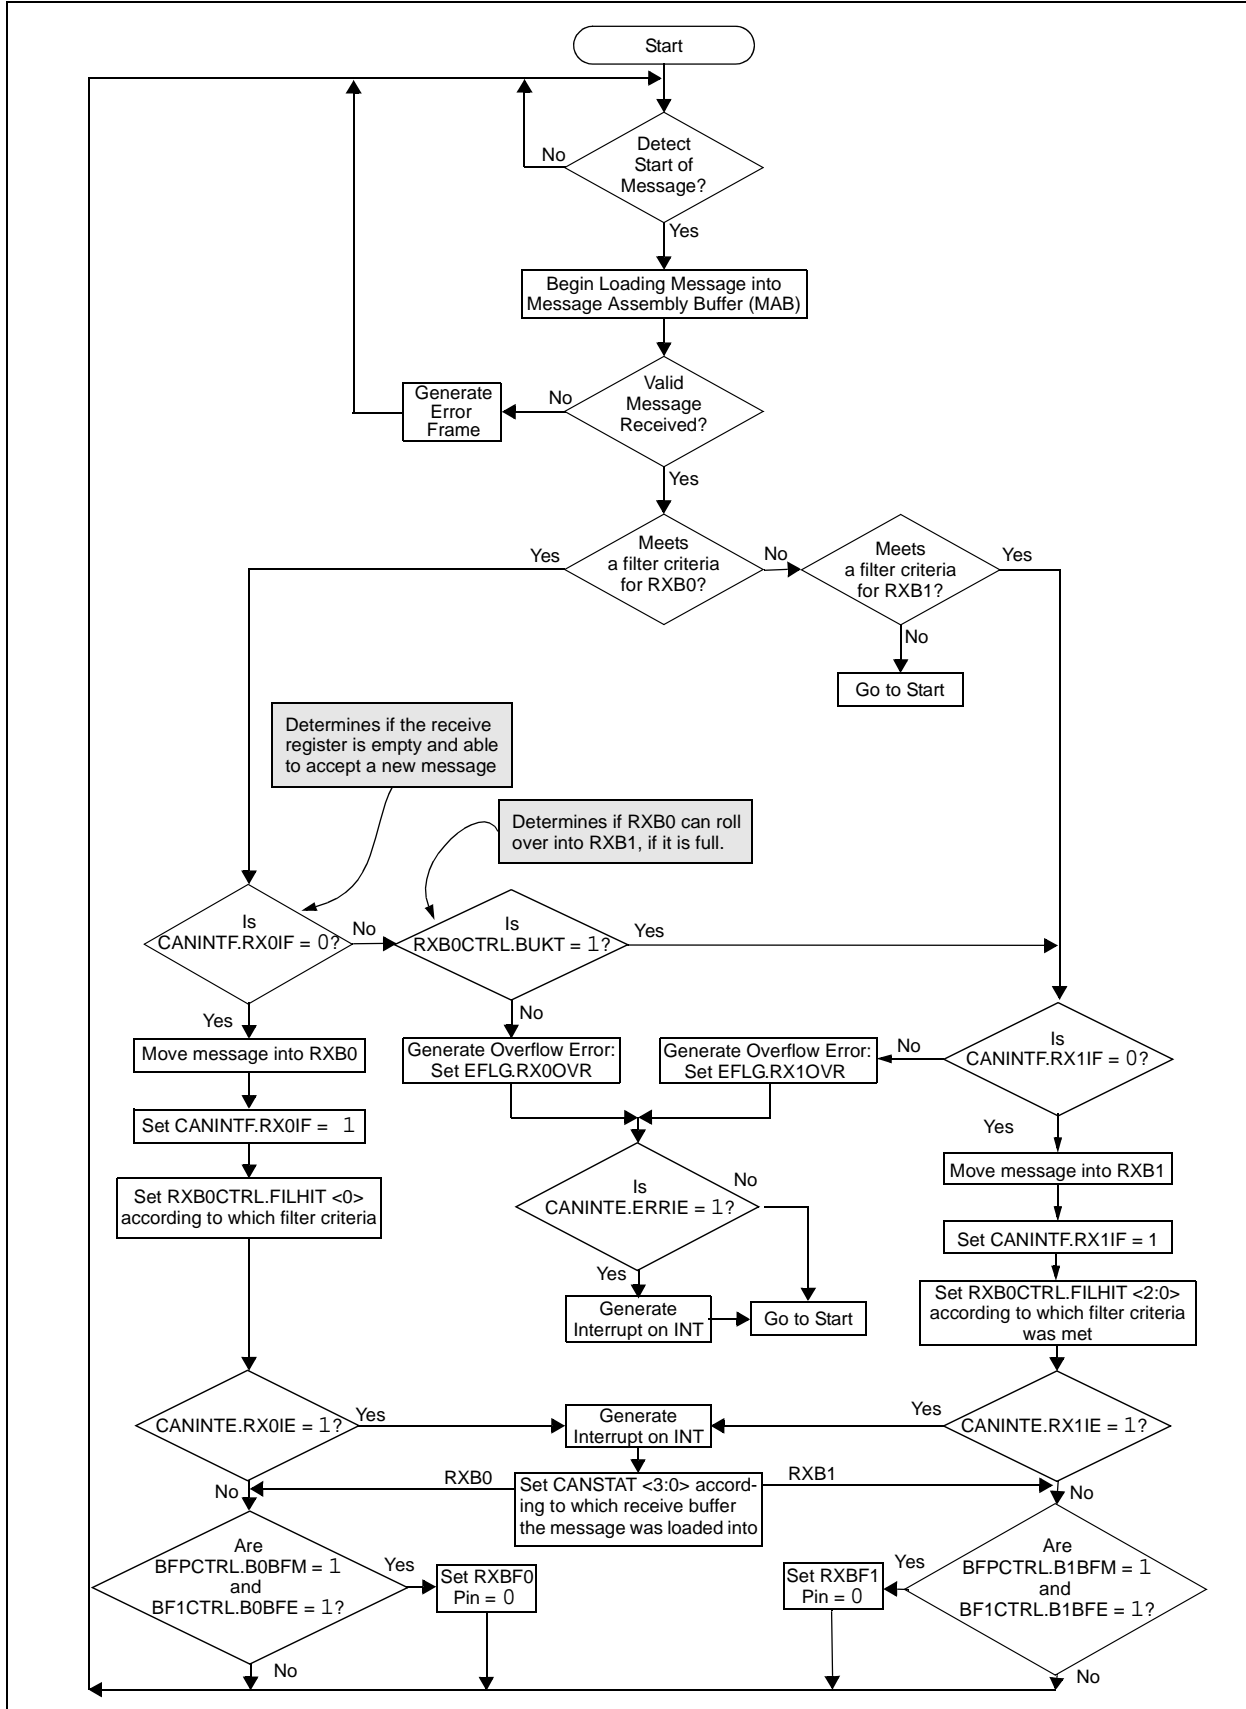 Start
Detect
Start of
Message?
No
Yes
Begin Loading Message into
Message Assembly Buffer (MAB)
Valid
Message
Received?
No
Generate
Error
Frame
Yes
Meets
a filter criteria
for RXB0?
Yes
No
Meets
a filter criteria
for RXB1?
Yes
No
Go to Start
Determines if the receive
register is empty and able
to accept a new message
Determines if RXB0 can roll
over into RXB1, if it is full.
Is
CANINTF.RX0IF = 0?
No
Is
RXB0CTRL.BUKT = 1?
Yes
Yes
No
Move message into RXB0
Generate Overflow Error:
Set EFLG.RX0OVR
Generate Overflow Error:
Set EFLG.RX1OVR
No
Is
CANINTF.RX1IF = 0?
Yes
Set CANINTF.RX0IF = 1
Set RXB0CTRL.FILHIT <0>
according to which filter criteria
Is
CANINTE.ERRIE = 1?
No
Yes
Generate
Interrupt on INT
Go to Start
Move message into RXB1
Set CANINTF.RX1IF = 1
Set RXB0CTRL.FILHIT <2:0>
according to which filter criteria
was met
CANINTE.RX0IE = 1?
Yes
Generate
Interrupt on INT
Yes
CANINTE.RX1IE = 1?
No
RXB0
Set CANSTAT <3:0> accord-
ing to which receive buffer
the message was loaded into
RXB1
No
Are
BFPCTRL.B0BFM = 1
and
BF1CTRL.B0BFE = 1?
Yes
Set RXBF0
Pin = 0
No
Set RXBF1
Pin = 0
Yes
Are
BFPCTRL.B1BFM = 1
and
BF1CTRL.B1BFE = 1?
No